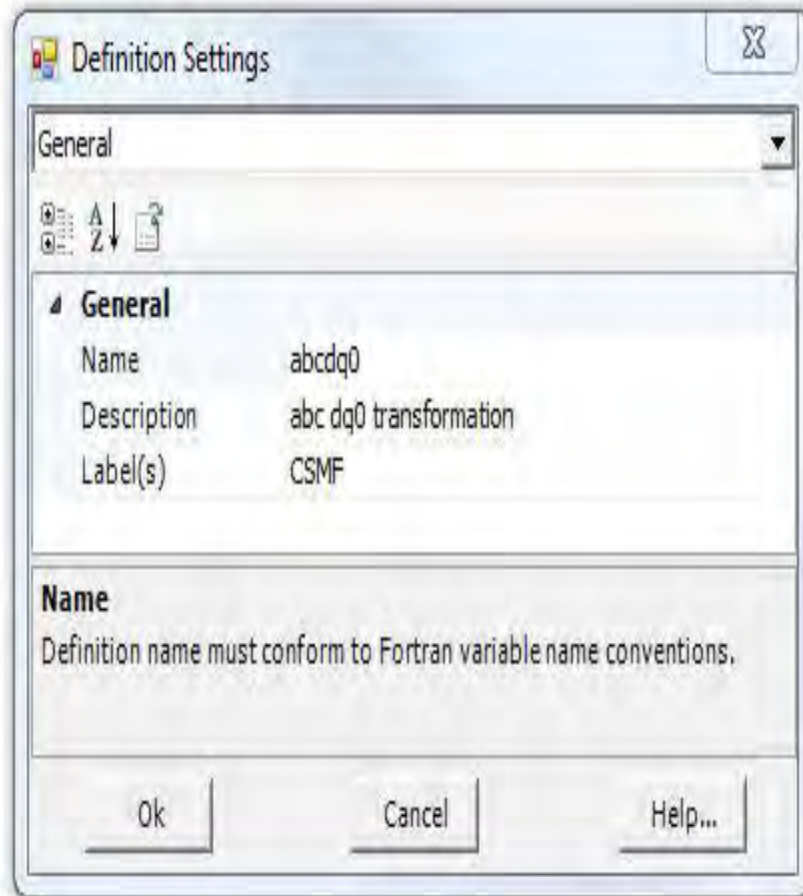 Definition Settings
General
General
Name abcdq0
Description abc dq0 transformation
Label(s) CSMF
Name
Definition name must conform to Fortran variable name conventions.
Ok Cancel Help...